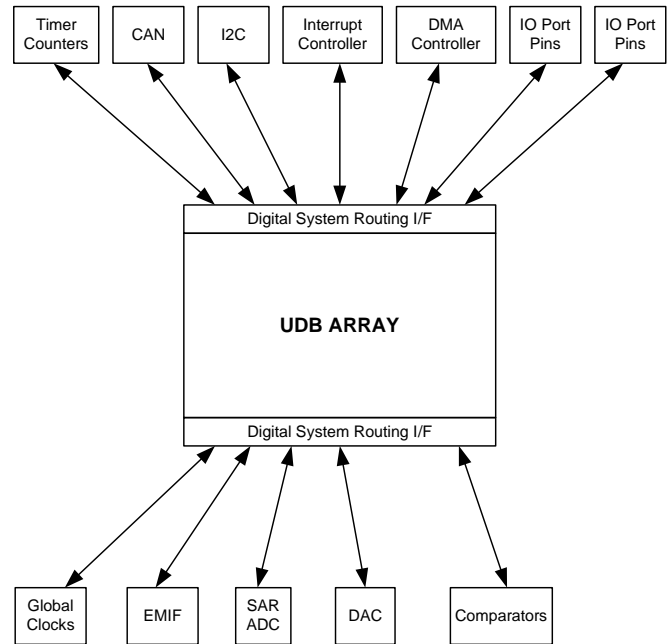 Timer
Counters
CAN
I2C
Interrupt
Controller
DMA
Controller
IO Port
Pins
IO Port
Pins
Digital System Routing I/F
UDB ARRAY
Digital System Routing I/F
Global
Clocks
EMIF
SAR
ADC
DAC
Comparators